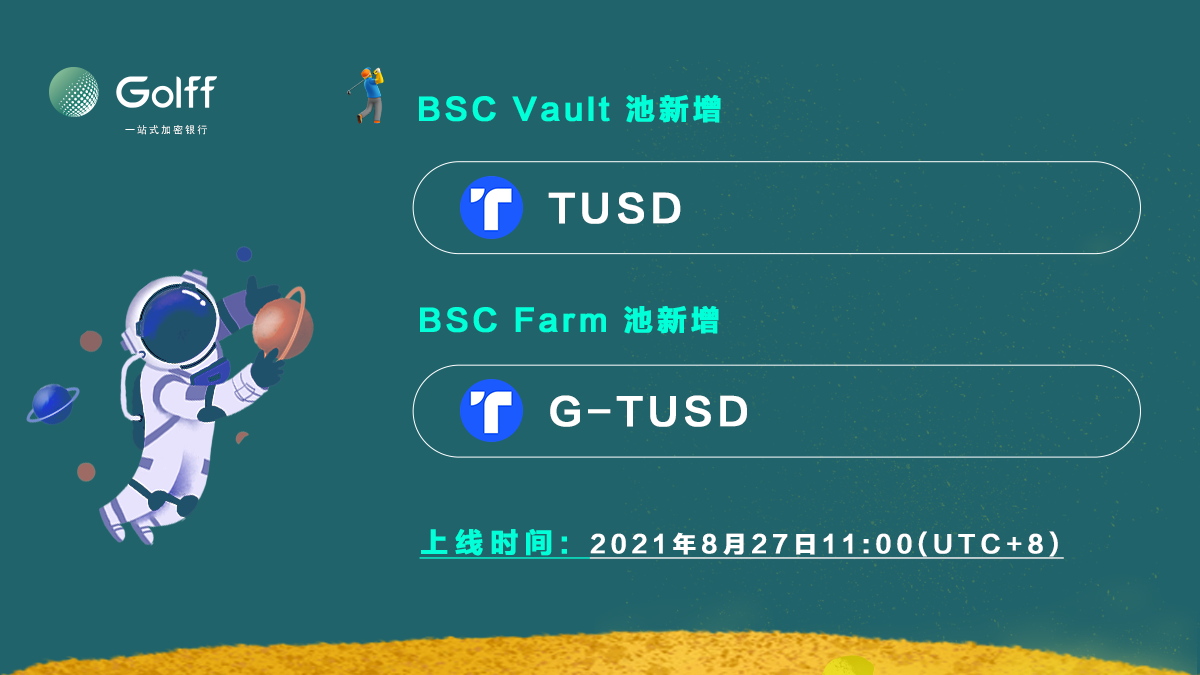 Golff
一站式加密银行
BSC Vault 池新增
TUSD
BSC Farm 池新增
G-TUSD
上线时间：2021年8月27日11:00(UTC+8)